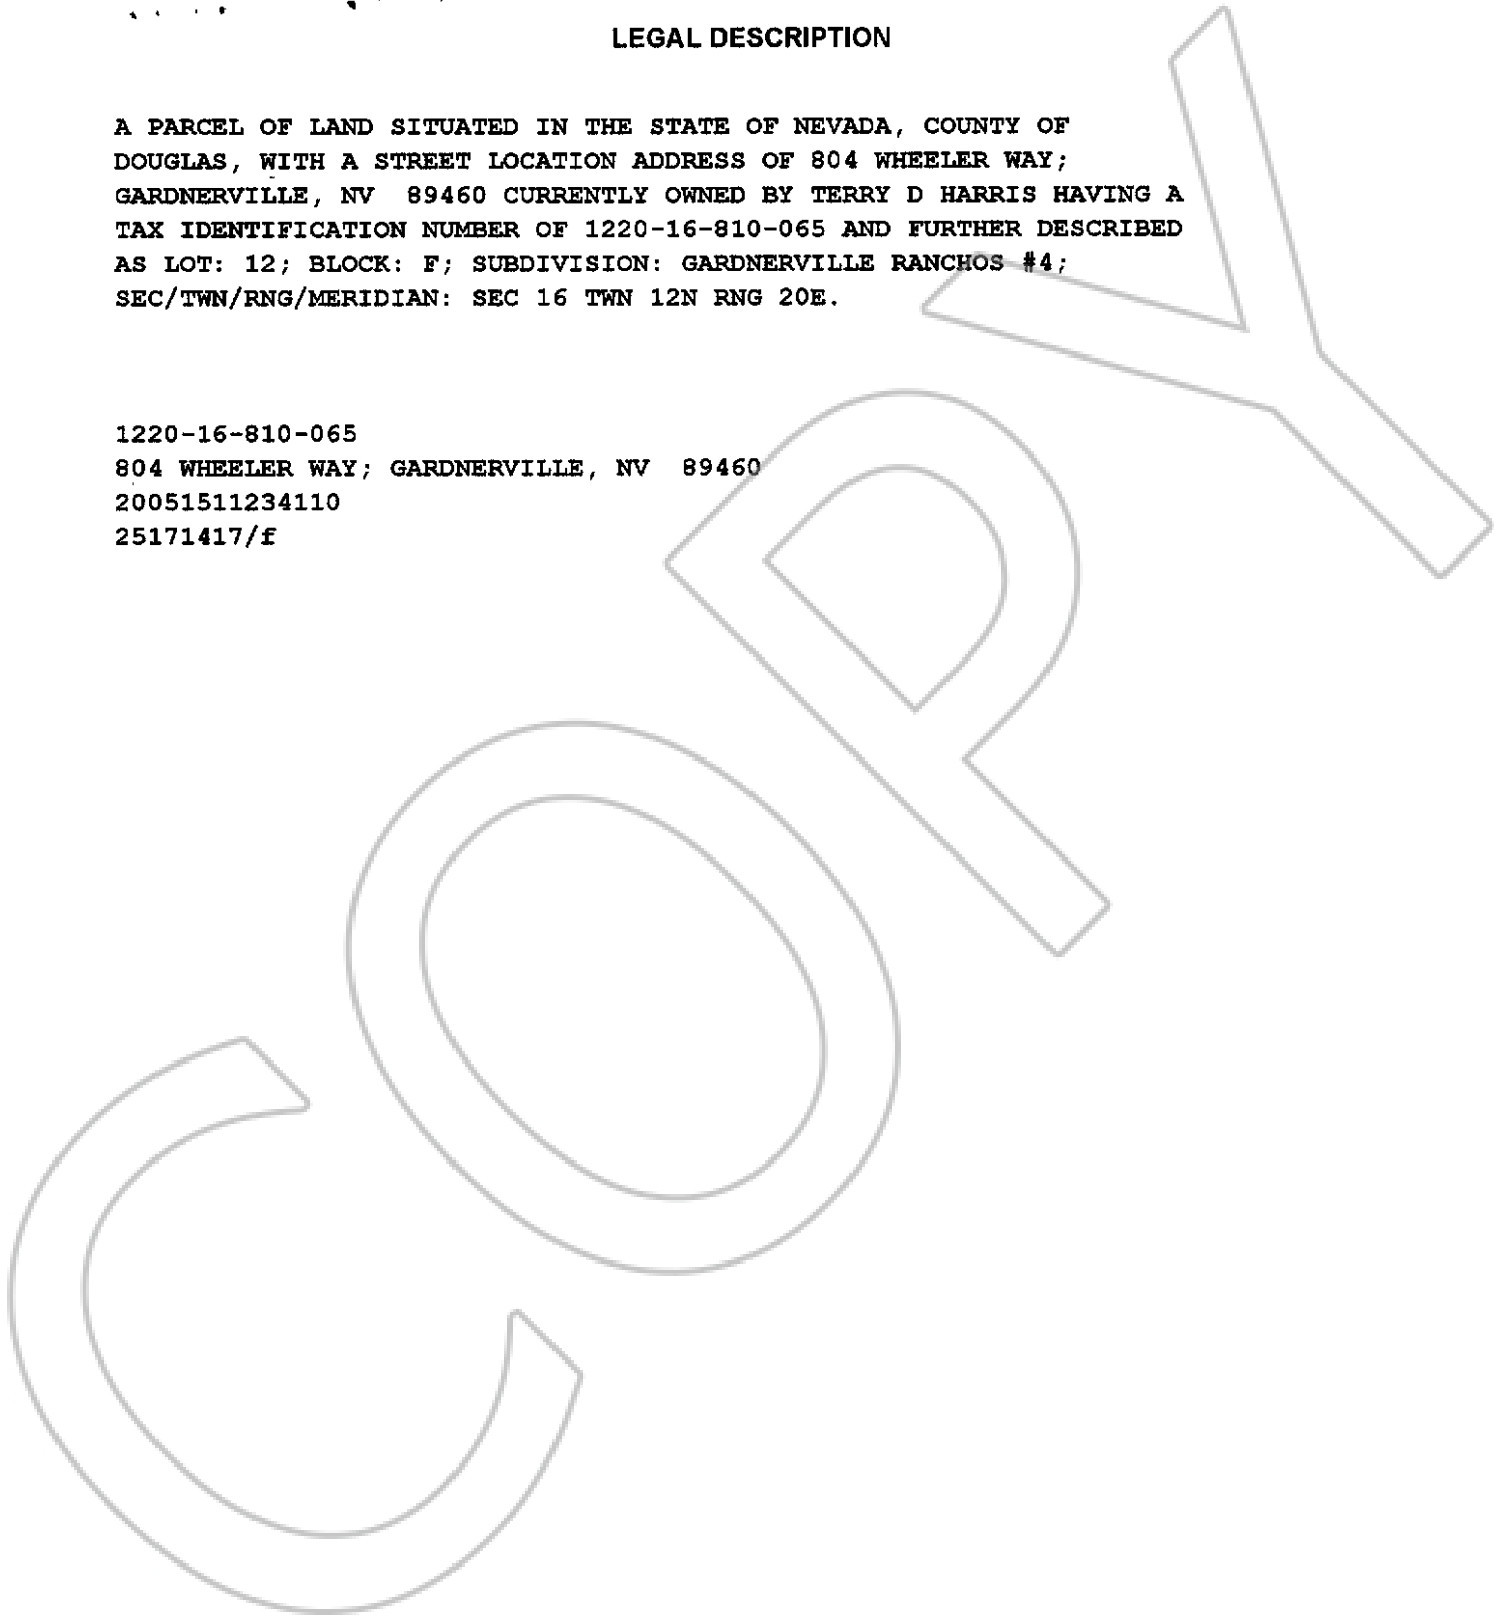 LEGAL DESCRIPTION
A PARCEL OF LAND SITUATED IN THE STATE OF NEVADA, COUNTY OF
DOUGLAS, WITH A STREET LOCATION ADDRESS OF 804 WHEELER WAY;
GARDNERVILLE, NV  89460 CURRENTLY OWNED BY TERRY D HARRIS HAVING A
TAX IDENTIFICATION NUMBER OF 1220-16-810-065 AND FURTHER DESCRIBED
AS LOT: 12; BLOCK: F; SUBDIVISION: GARDNERVILLE RANCHOS #4;
SEC/TWN/RNG/MERIDIAN: SEC 16 TWN 12N RNG 20E.
1220-16-810-065
804 WHEELER WAY; GARDNERVILLE, NV  89460
20051511234110
25171417/f
COPY